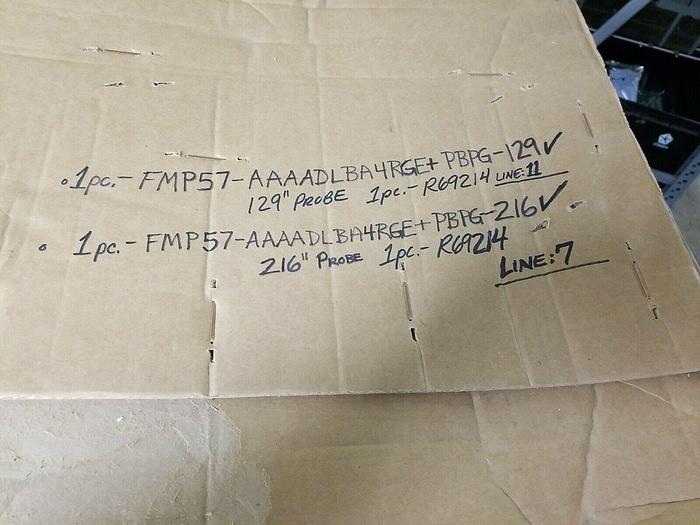 •1pc.- FMP57-AAAADLBA4RGE+PBPG-129✓
129" PROBE 1pc.- R69214 LINE:11
• 1pc.- FMP57-AAAADLBA4RGE+PBPG-216✓
216" PROBE 1pc.- R69214
LINE:7